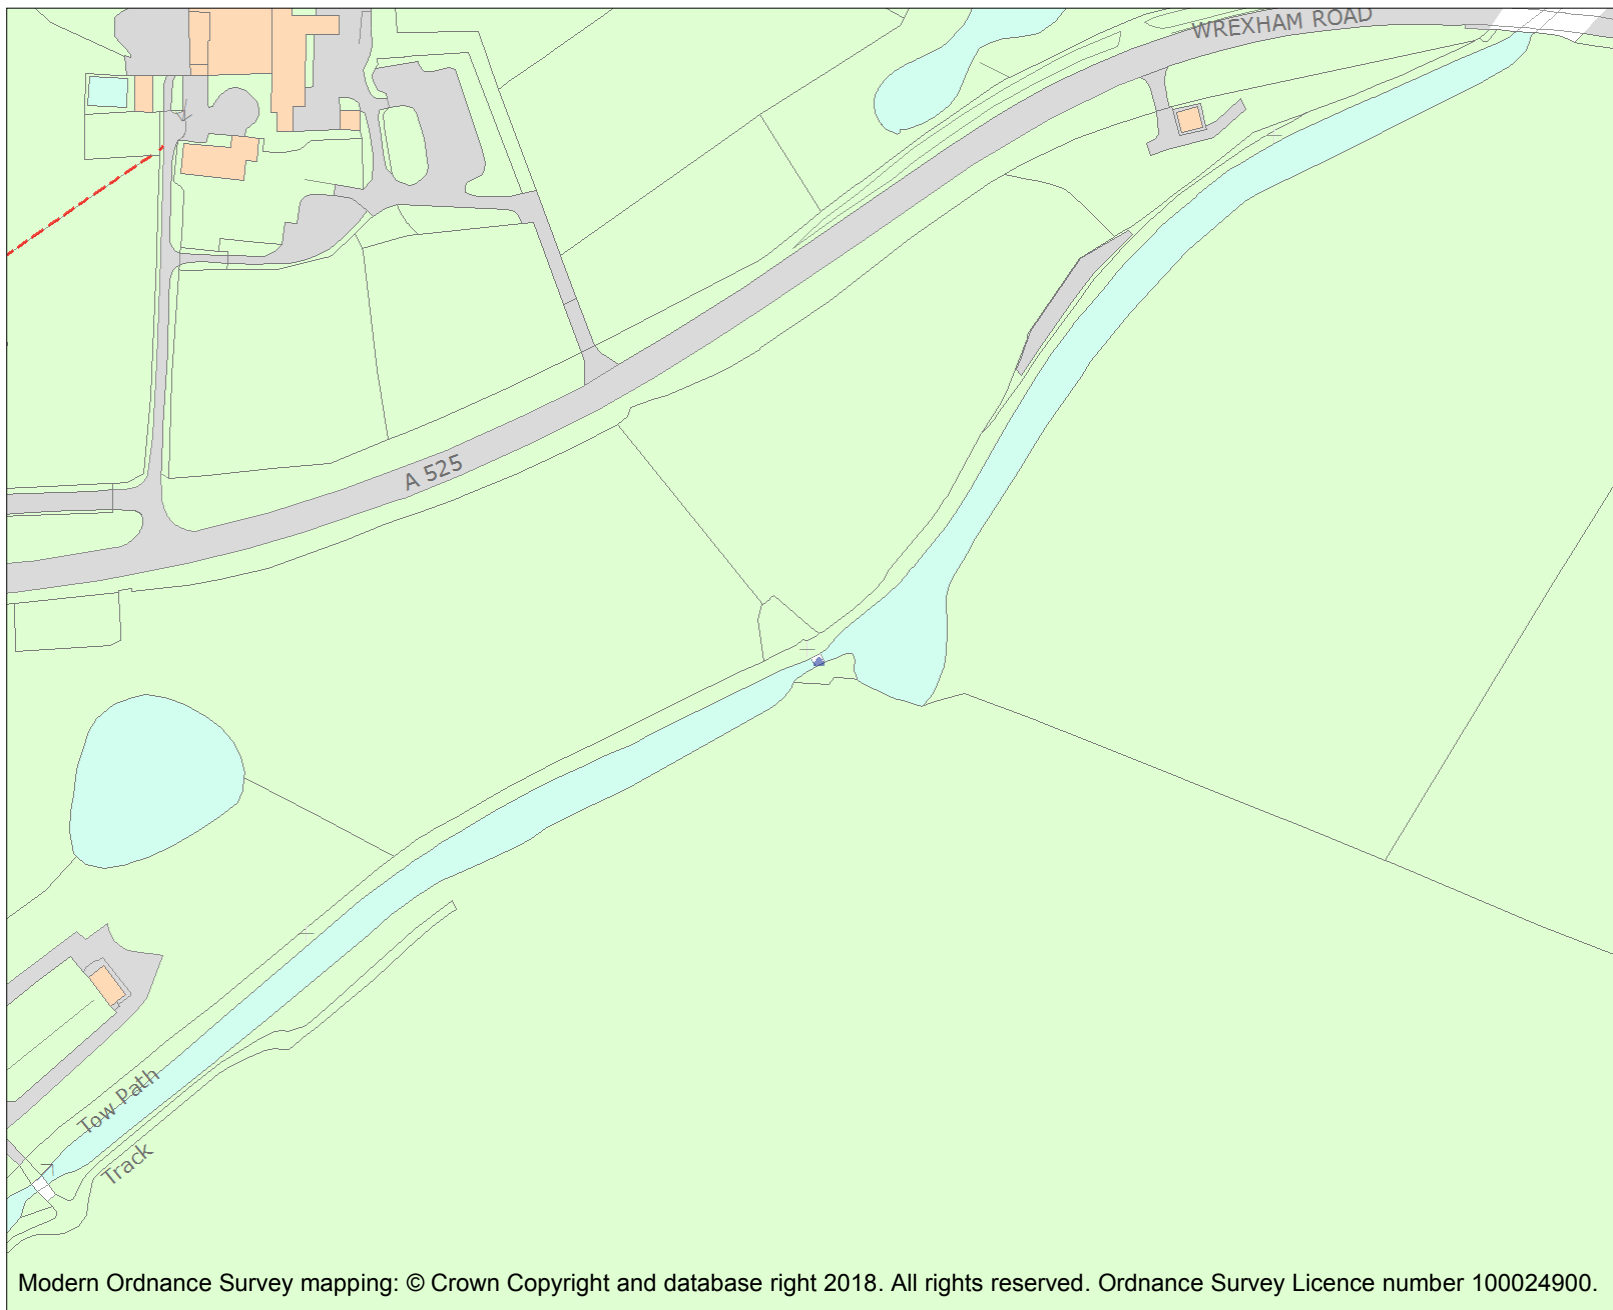 WREXHAM ROAD
A 525
Tow Path
Track
Modern Ordnance Survey mapping: © Crown Copyright and database right 2018. All rights reserved. Ordnance Survey Licence number 100024900.